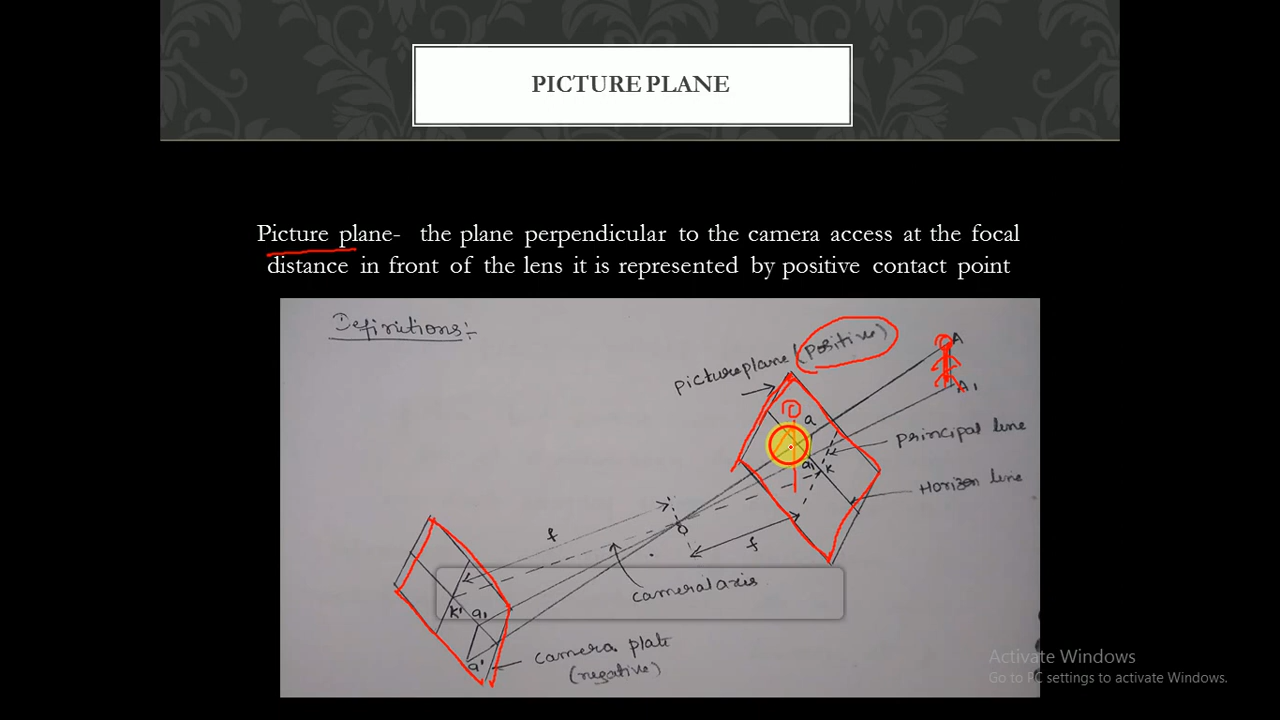 PICTURE PLANE
Picture plane- the plane perpendicular to the camera access at the focal
distance in front of the lens it is represented by positive contact point
Definitions:-
picture plane (positive)
A
A1
a
principal line
a1
k
Horizon line
f
o
f
camera axis
k'
a1
camera plate
a'
(negative)
Activate Windows
Go to PC settings to activate Windows.